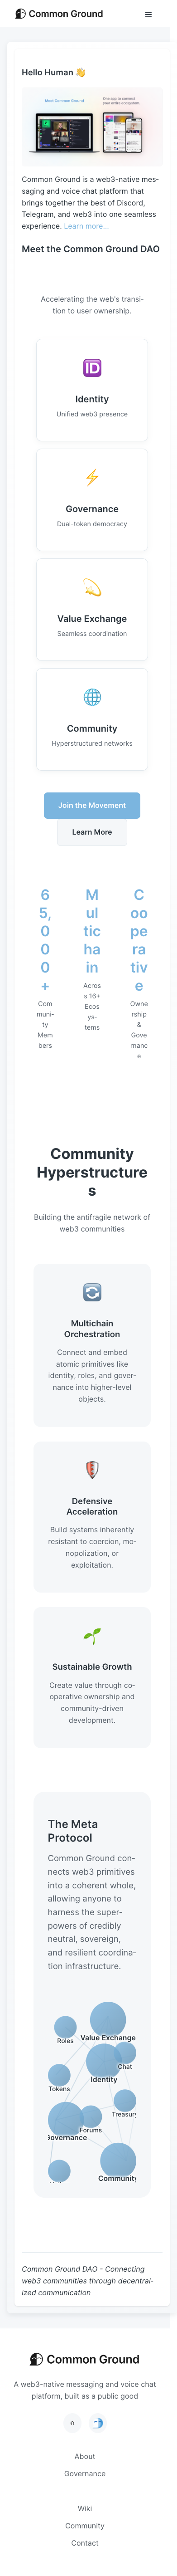 Common Ground
Hello Human 👋
Meet Common Ground
One app to connect
your entire ecosystem.
Common Ground is a web3-native mes-
saging and voice chat platform that
brings together the best of Discord,
Telegram, and web3 into one seamless
experience. Learn more...
Meet the Common Ground DAO
Accelerating the web's transi-
tion to user ownership.
Identity
Unified web3 presence
Governance
Dual-token democracy
Value Exchange
Seamless coordination
Community
Hyperstructured networks
Join the Movement
Learn More
6
5,
0
0
0
+
Com
muni-
ty
Mem
bers
M
ul
tic
ha
in
Acros
s 16+
Ecos
ys-
tems
C
oo
pe
ra
tiv
e
Owne
rship
&
Gove
rnanc
e
Community
Hyperstructure
s
Building the antifragile network of
web3 communities
Multichain
Orchestration
Connect and embed
atomic primitives like
identity, roles, and gover-
nance into higher-level
objects.
Defensive
Acceleration
Build systems inherently
resistant to coercion, mo-
nopolization, or
exploitation.
Sustainable Growth
Create value through co-
operative ownership and
community-driven
development.
The Meta
Protocol
Common Ground con-
nects web3 primitives
into a coherent whole,
allowing anyone to
harness the super-
powers of credibly
neutral, sovereign,
and resilient coordina-
tion infrastructure.
Roles
Value Exchange
Chat
Identity
Tokens
Treasury
Forums
Governance
Community
Common Ground DAO - Connecting
web3 communities through decentral-
ized communication
Common Ground
A web3-native messaging and voice chat
platform, built as a public good
About
Governance
Wiki
Community
Contact